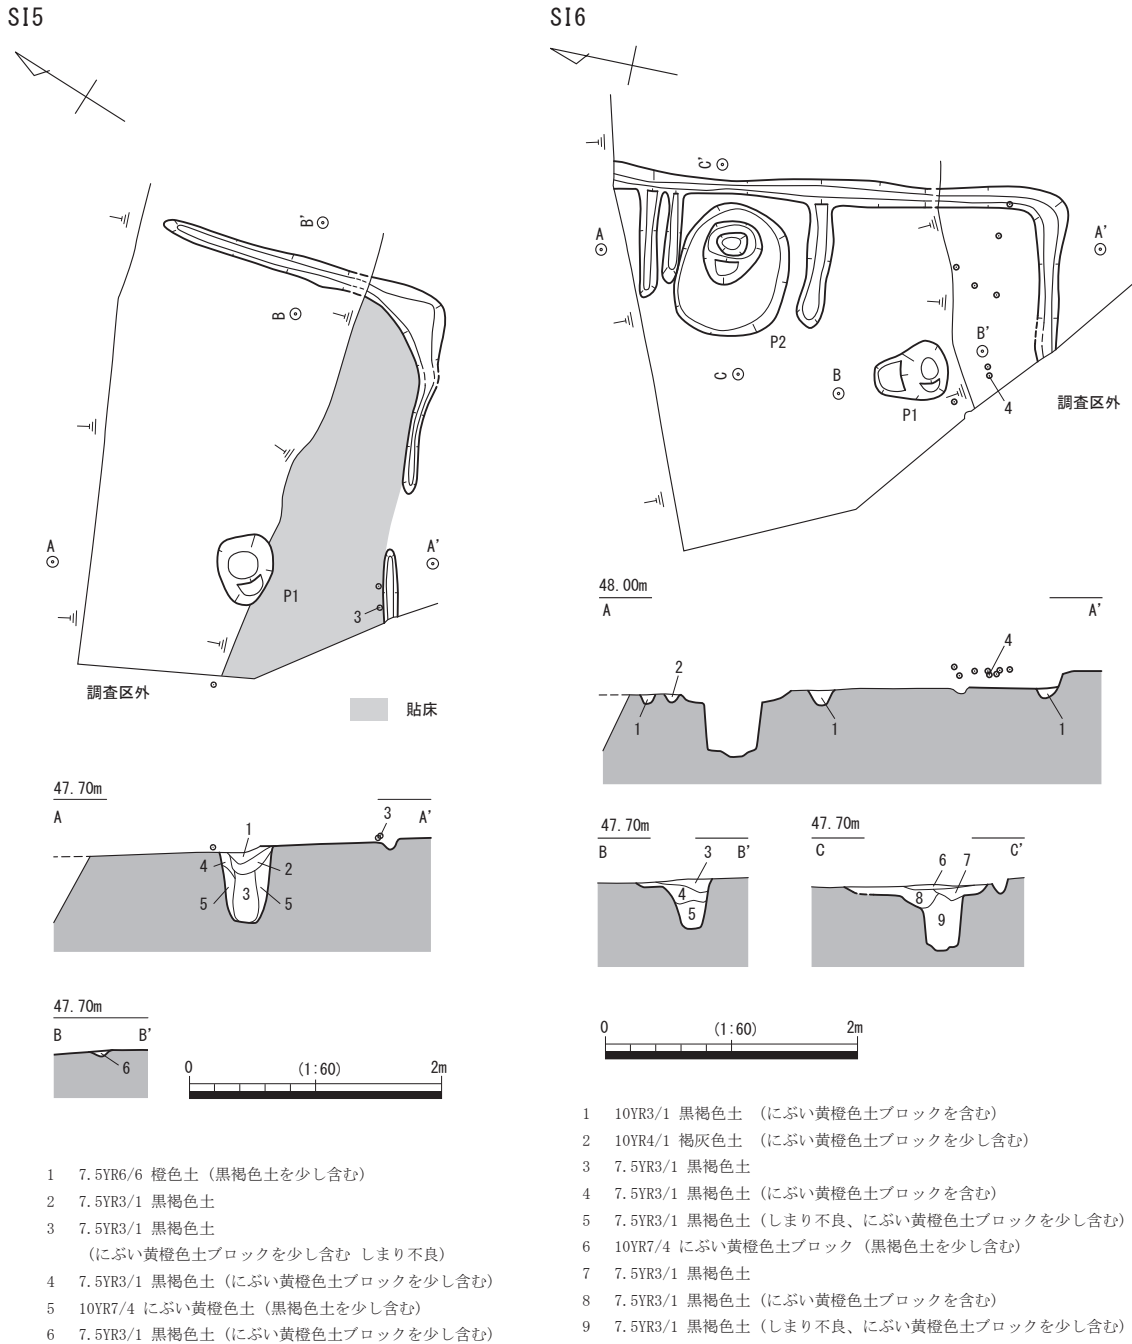 SI5
B'
B
A
A'
P1
3
調査区外
貼床
47.70m
A
A'
3
1
4
2
5
3
5
47.70m
B
B'
6
0
(1:60)
2m
1 7.5YR6/6 橙色土（黒褐色土を少し含む）
2 7.5YR3/1 黒褐色土
3 7.5YR3/1 黒褐色土
（にぶい黄橙色土ブロックを少し含む しまり不良）
4 7.5YR3/1 黒褐色土（にぶい黄橙色土ブロックを少し含む）
5 10YR7/4 にぶい黄橙色土（黒褐色土を少し含む）
6 7.5YR3/1 黒褐色土（にぶい黄橙色土ブロックを少し含む）
SI6
C'
A
A'
P2
B'
C
B
P1
4
調査区外
48.00m
A
A'
4
2
1
1
1
47.70m
B
B'
3
4
5
47.70m
C
C'
6
7
8
9
0
(1:60)
2m
1 10YR3/1 黒褐色土 （にぶい黄橙色土ブロックを含む）
2 10YR4/1 褐灰色土 （にぶい黄橙色土ブロックを少し含む）
3 7.5YR3/1 黒褐色土
4 7.5YR3/1 黒褐色土（にぶい黄橙色土ブロックを含む）
5 7.5YR3/1 黒褐色土（しまり不良、にぶい黄橙色土ブロックを少し含む）
6 10YR7/4 にぶい黄橙色土ブロック（黒褐色土を少し含む）
7 7.5YR3/1 黒褐色土
8 7.5YR3/1 黒褐色土（にぶい黄橙色土ブロックを含む）
9 7.5YR3/1 黒褐色土（しまり不良、にぶい黄橙色土ブロックを少し含む）